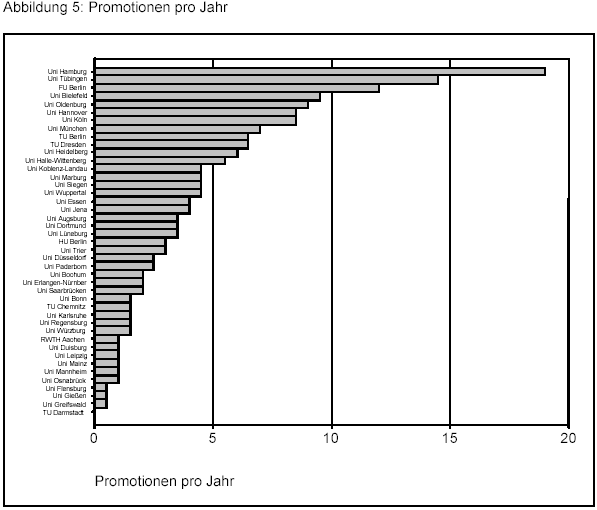 Abbildung 5: Promotionen pro Jahr
Uni Hamburg
Uni Tübingen
FU Berlin
Uni Bielefeld
Uni Oldenburg
Uni Hannover
Uni Köln
Uni München
TU Berlin
TU Dresden
Uni Heidelberg
Uni Halle-Wittenberg
Uni Koblenz-Landau
Uni Marburg
Uni Siegen
Uni Wuppertal
Uni Essen
Uni Jena
Uni Augsburg
Uni Dortmund
Uni Lüneburg
HU Berlin
Uni Trier
Uni Düsseldorf
Uni Paderborn
Uni Bochum
Uni Erlangen-Nürnber
Uni Saarbrücken
Uni Bonn
TU Chemnitz
Uni Karlsruhe
Uni Regensburg
Uni Würzburg
RWTH Aachen
Uni Duisburg
Uni Leipzig
Uni Mainz
Uni Mannheim
Uni Osnabrück
Uni Flensburg
Uni Gießen
Uni Greifswald
TU Darmstadt
0 5 10 15 20
Promotionen pro Jahr